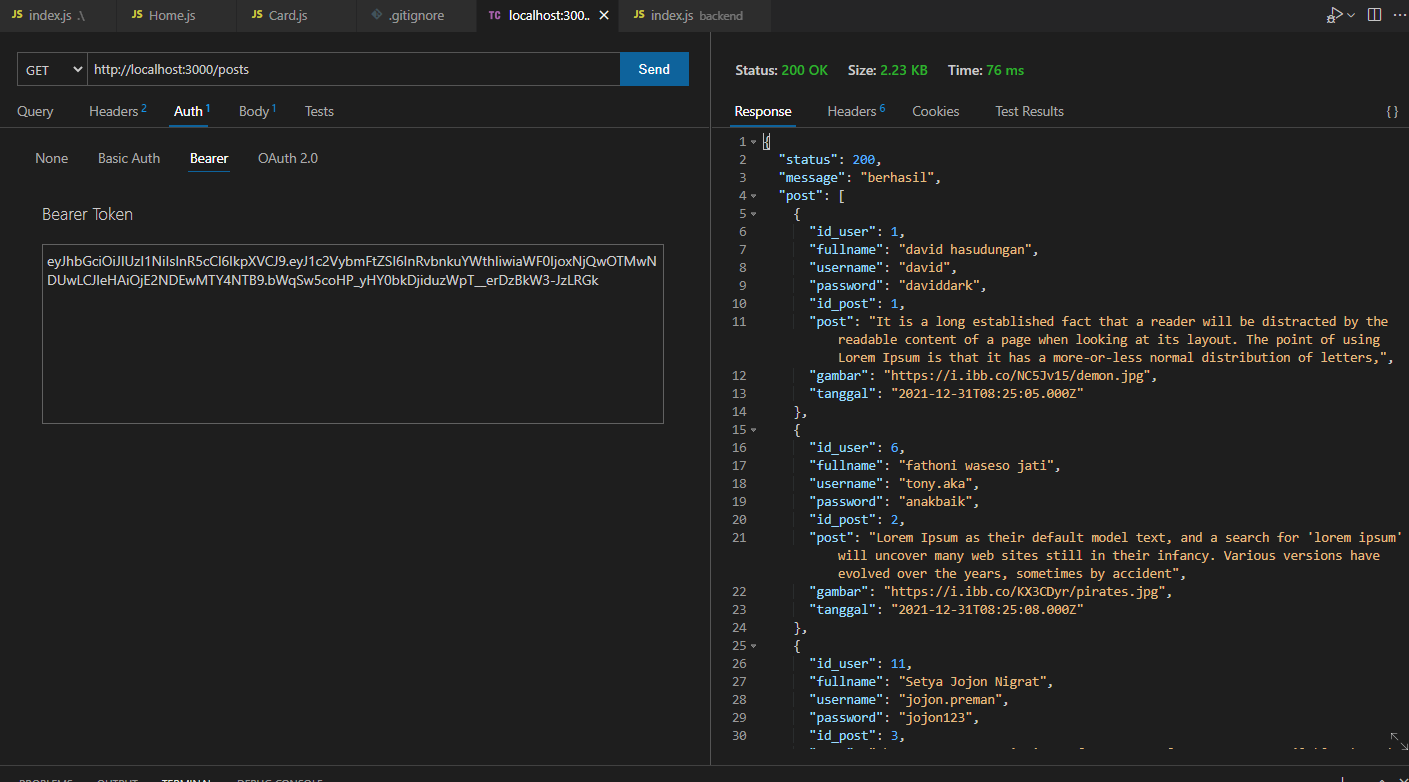 JS index.js .\ JS Home.js JS Card.js .gitignore TC localhost:300.. JS index.js backend
GET http://localhost:3000/posts Send
Query Headers 2 Auth 1 Body 1 Tests
None Basic Auth Bearer OAuth 2.0
Bearer Token
Status: 200 OK Size: 2.23 KB Time: 76 ms
Response Headers 6 Cookies Test Results { }
1 {
2 "status": 200,
3 "message": "berhasil",
4 "post": [
5 {
6 "id_user": 1,
7 "fullname": "david hasudungan",
8 "username": "david",
9 "password": "daviddark",
10 "id_post": 1,
11 "post": "It is a long established fact that a reader will be distracted by the
readable content of a page when looking at its layout. The point of using
Lorem Ipsum is that it has a more-or-less normal distribution of letters,",
12 "gambar": "https://i.ibb.co/NC5Jv15/demon.jpg",
13 "tanggal": "2021-12-31T08:25:05.000Z"
14 },
15 {
16 "id_user": 6,
17 "fullname": "fathoni waseso jati",
18 "username": "tony.aka",
19 "password": "anakbaik",
20 "id_post": 2,
21 "post": "Lorem Ipsum as their default model text, and a search for 'lorem ipsum'
will uncover many web sites still in their infancy. Various versions have
evolved over the years, sometimes by accident",
22 "gambar": "https://i.ibb.co/KX3CDyr/pirates.jpg",
23 "tanggal": "2021-12-31T08:25:08.000Z"
24 },
25 {
26 "id_user": 11,
27 "fullname": "Setya Jojon Nigrat",
28 "username": "jojon.preman",
29 "password": "jojon123",
30 "id_post": 3,
PROBLEMS OUTPUT TERMINAL DEBUG CONSOLE